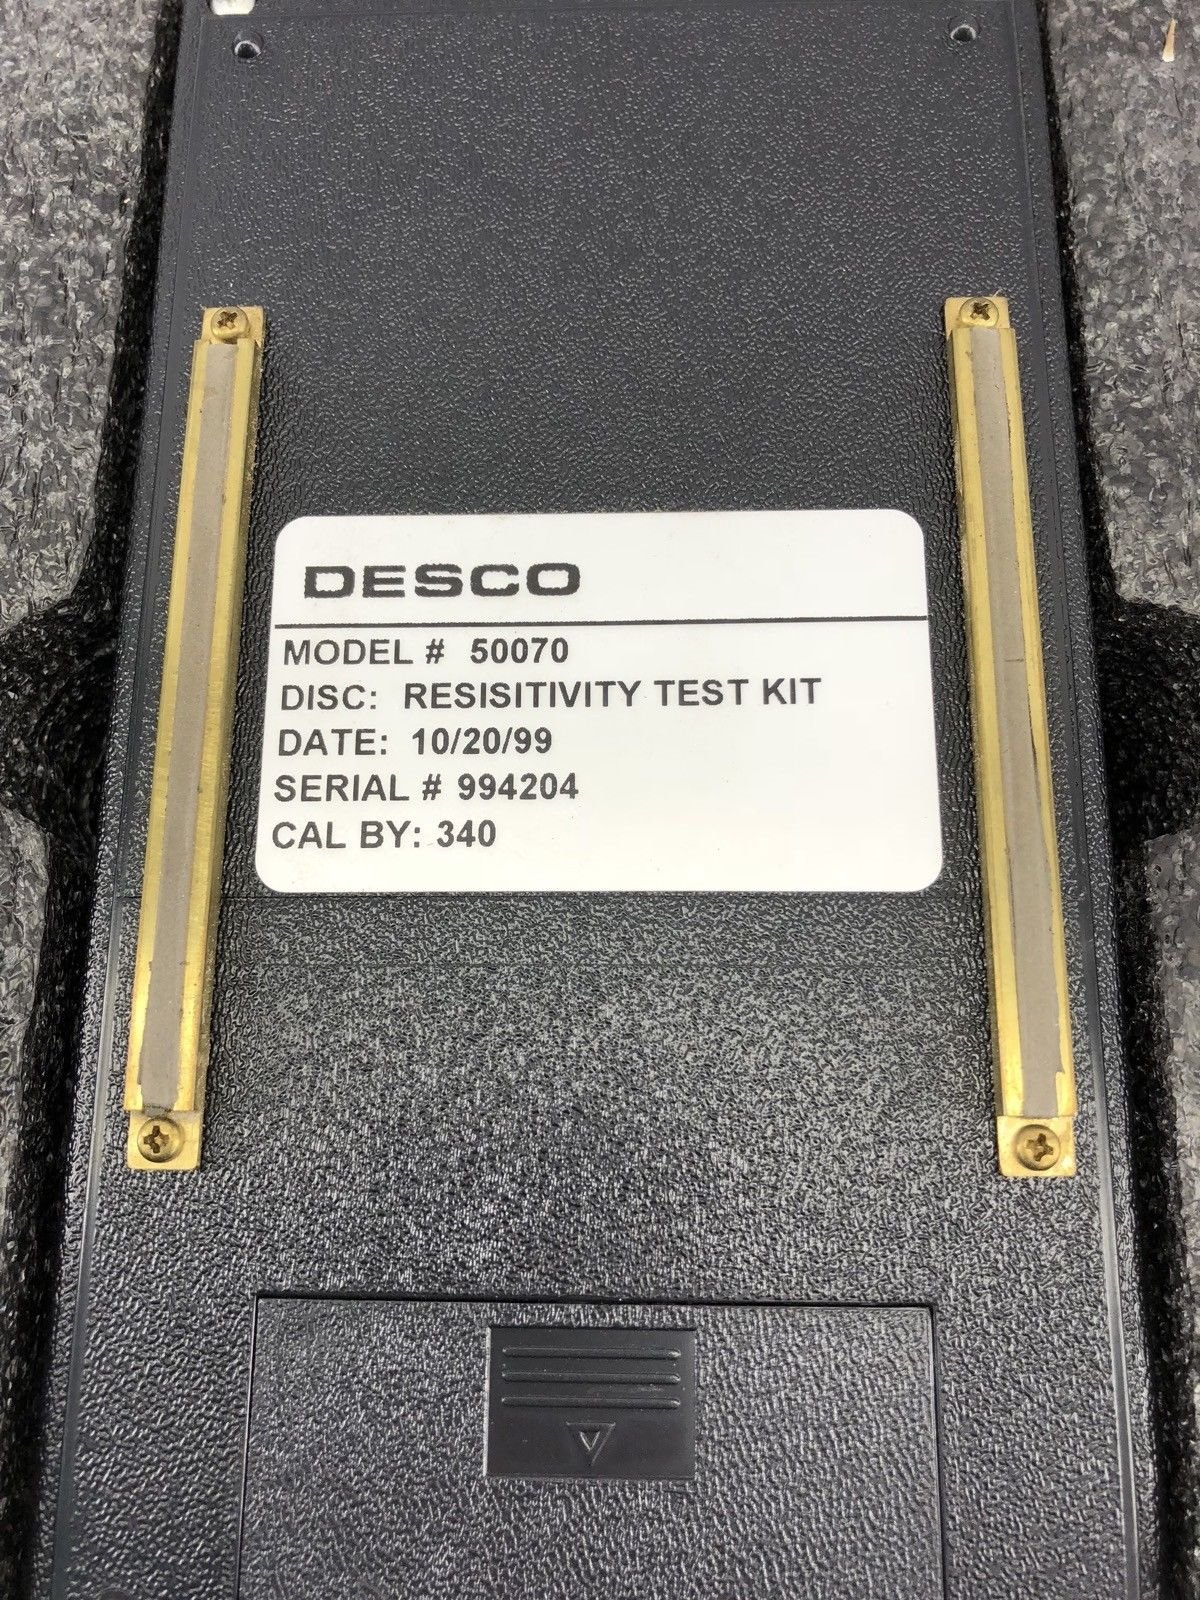 DESCO
MODEL # 50070
DISC: RESISITIVITY TEST KIT
DATE: 10/20/99
SERIAL # 994204
CAL BY: 340